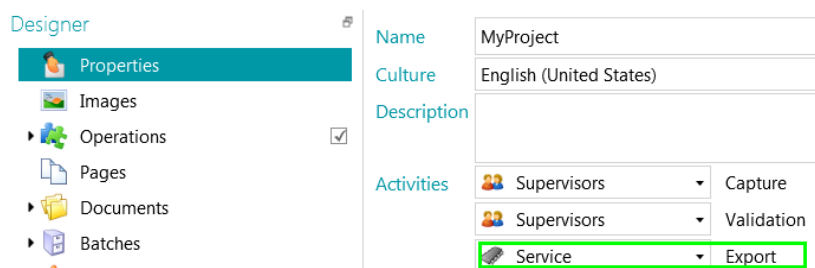 Designer
Properties
Images
Operations
Pages
Documents
Batches
Name MyProject
Culture English (United States)
Description
Activities Supervisors Capture
Supervisors Validation
Service Export